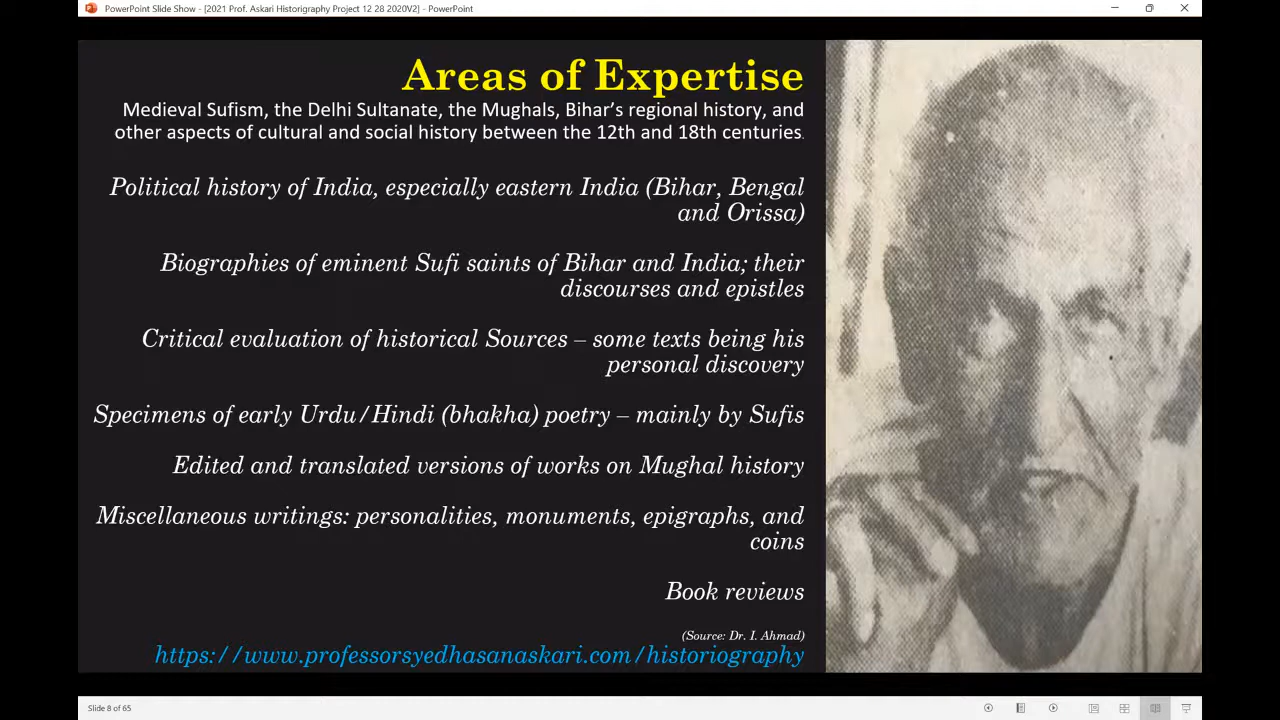 PowerPoint Slide Show - [2021 Prof. Askari Historigraphy Project 12 28 2020V2] - PowerPoint
Areas of Expertise
Medieval Sufism, the Delhi Sultanate, the Mughals, Bihar’s regional history, and
other aspects of cultural and social history between the 12th and 18th centuries.
Political history of India, especially eastern India (Bihar, Bengal
and Orissa)
Biographies of eminent Sufi saints of Bihar and India; their
discourses and epistles
Critical evaluation of historical Sources – some texts being his
personal discovery
Specimens of early Urdu/Hindi (bhakha) poetry – mainly by Sufis
Edited and translated versions of works on Mughal history
Miscellaneous writings: personalities, monuments, epigraphs, and
coins
Book reviews
(Source: Dr. I. Ahmad)
https://www.professorsyedhasanaskari.com/historiography
Slide 8 of 65